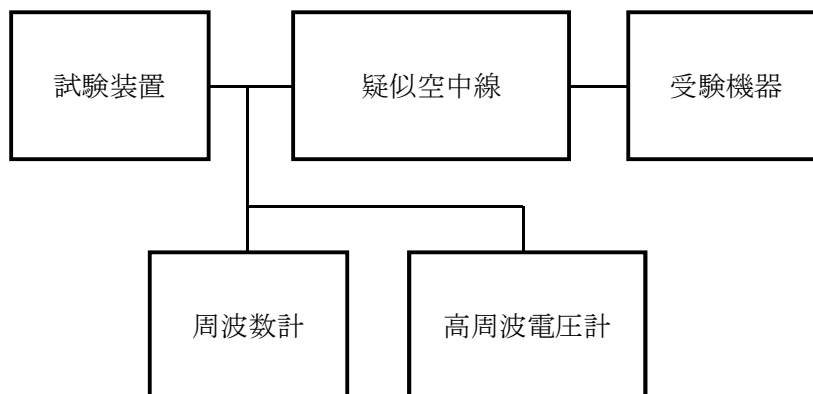 試験装置
疑似空中線
受験機器
周波数計
高周波電圧計